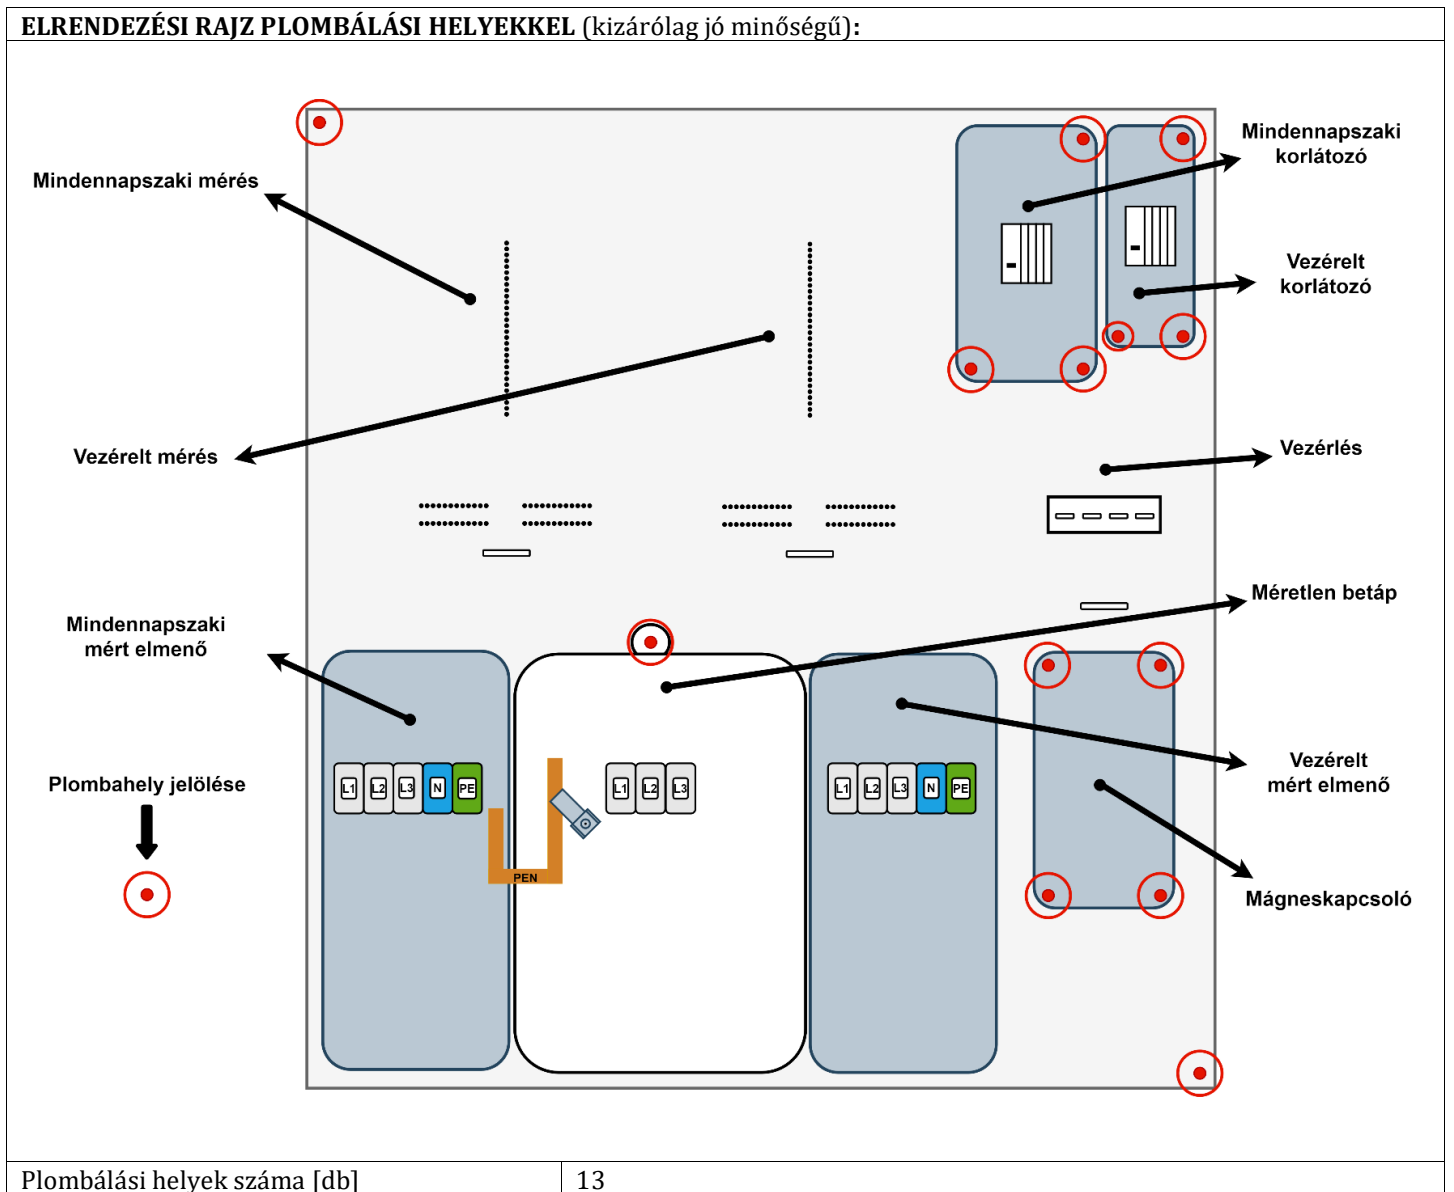 ELRENDEZÉSI RAJZ PLOMBÁLÁSI HELYEKKEL (kizárólag jó minőségű):
Mindennapszaki mérés
Mindennapszaki
korlátozó
Vezérelt
korlátozó
Vezérelt mérés
Vezérlés
Méretlen betáp
Mindennapszaki
mért elmenő
Plombahely jelölése
L1 L2 L3 N PE
L1 L2 L3
L1 L2 L3 N PE
PEN
Vezérelt
mért elmenő
Mágneskapcsoló
Plombálási helyek száma [db] 13